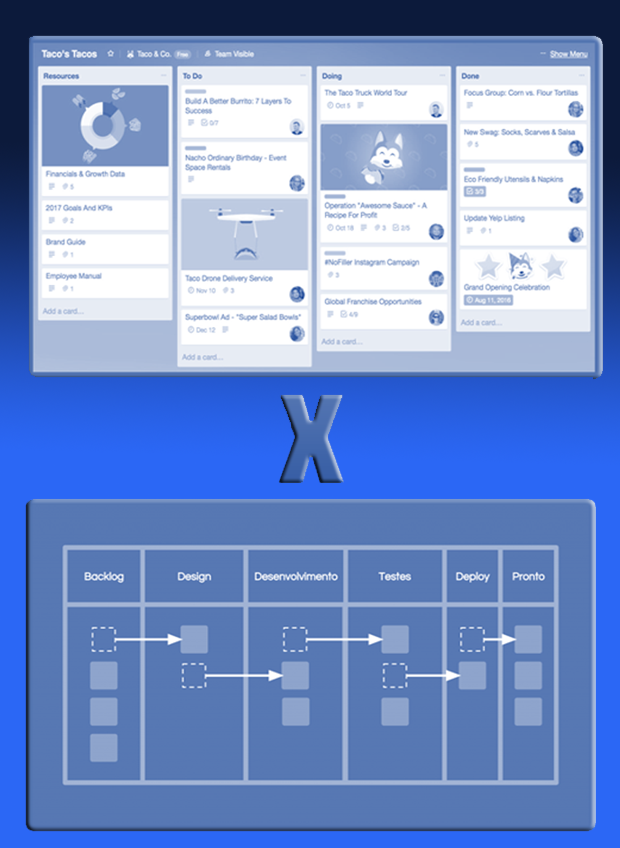 Taco's Tacos
Taco & Co. Free
Team Visible
Show Menu
Resources
Financials & Growth Data
5
2017 Goals And KPIs
2
Brand Guide
1
Employee Manual
1
Add a card...
To Do
Build A Better Burrito: 7 Layers To
Success
0/7
Nacho Ordinary Birthday - Event
Space Rentals
Taco Drone Delivery Service
Nov 10 3
Superbowl Ad - "Super Salad Bowls"
Dec 12
Add a card...
Doing
The Taco Truck World Tour
Oct 5
Operation "Awesome Sauce" - A
Recipe For Profit
Oct 18 3 2/5
#NoFiller Instagram Campaign
3
Global Franchise Opportunities
4/9
Add a card...
Done
Focus Group: Corn vs. Flour Tortillas
New Swag: Socks, Scarves & Salsa
5
Eco Friendly Utensils & Napkins
3/3
Update Yelp Listing
1
Grand Opening Celebration
Aug 11, 2016
Add a card...
X
Backlog Design Desenvolvimento Testes Deploy Pronto